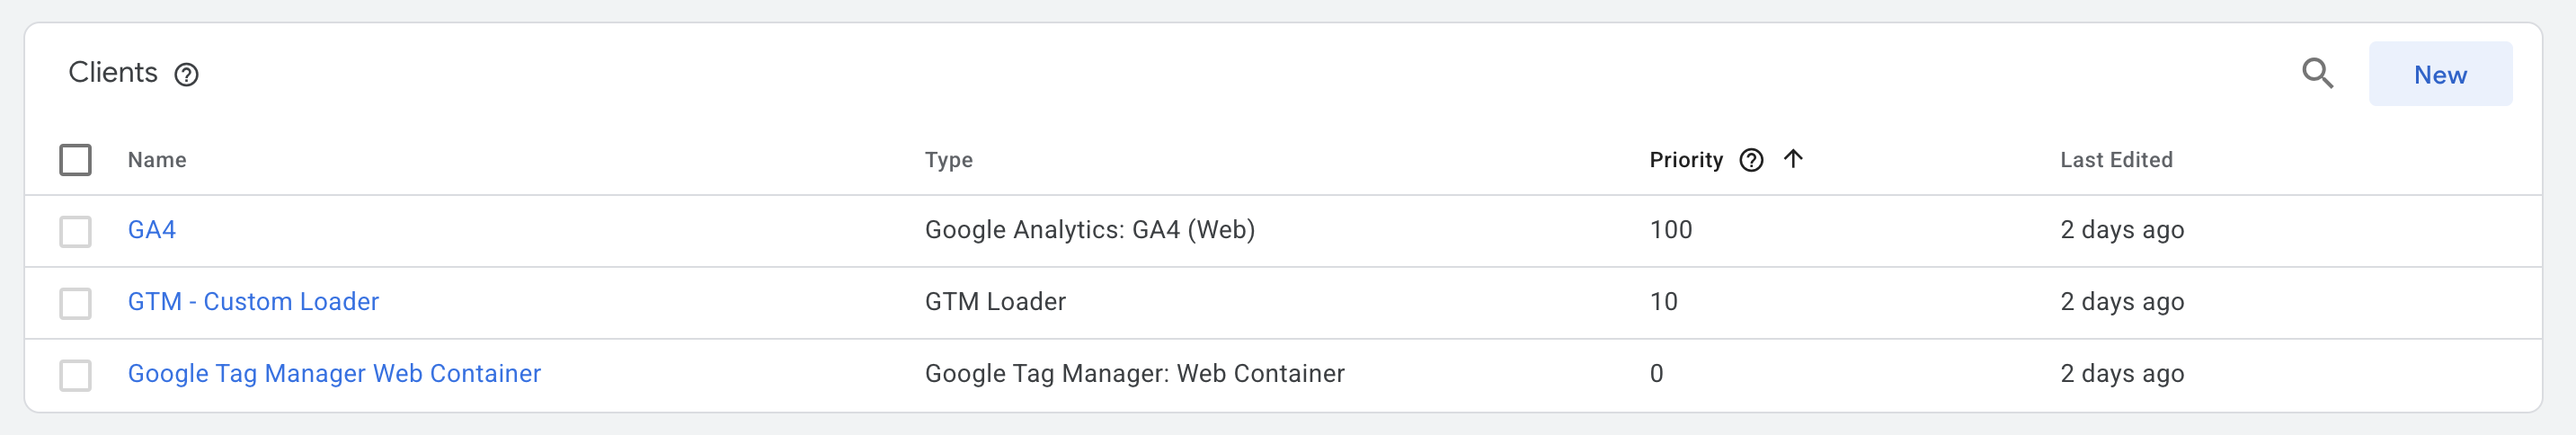 Clients
New
Name Type Priority Last Edited
GA4 Google Analytics: GA4 (Web) 100 2 days ago
GTM - Custom Loader GTM Loader 10 2 days ago
Google Tag Manager Web Container Google Tag Manager: Web Container 0 2 days ago